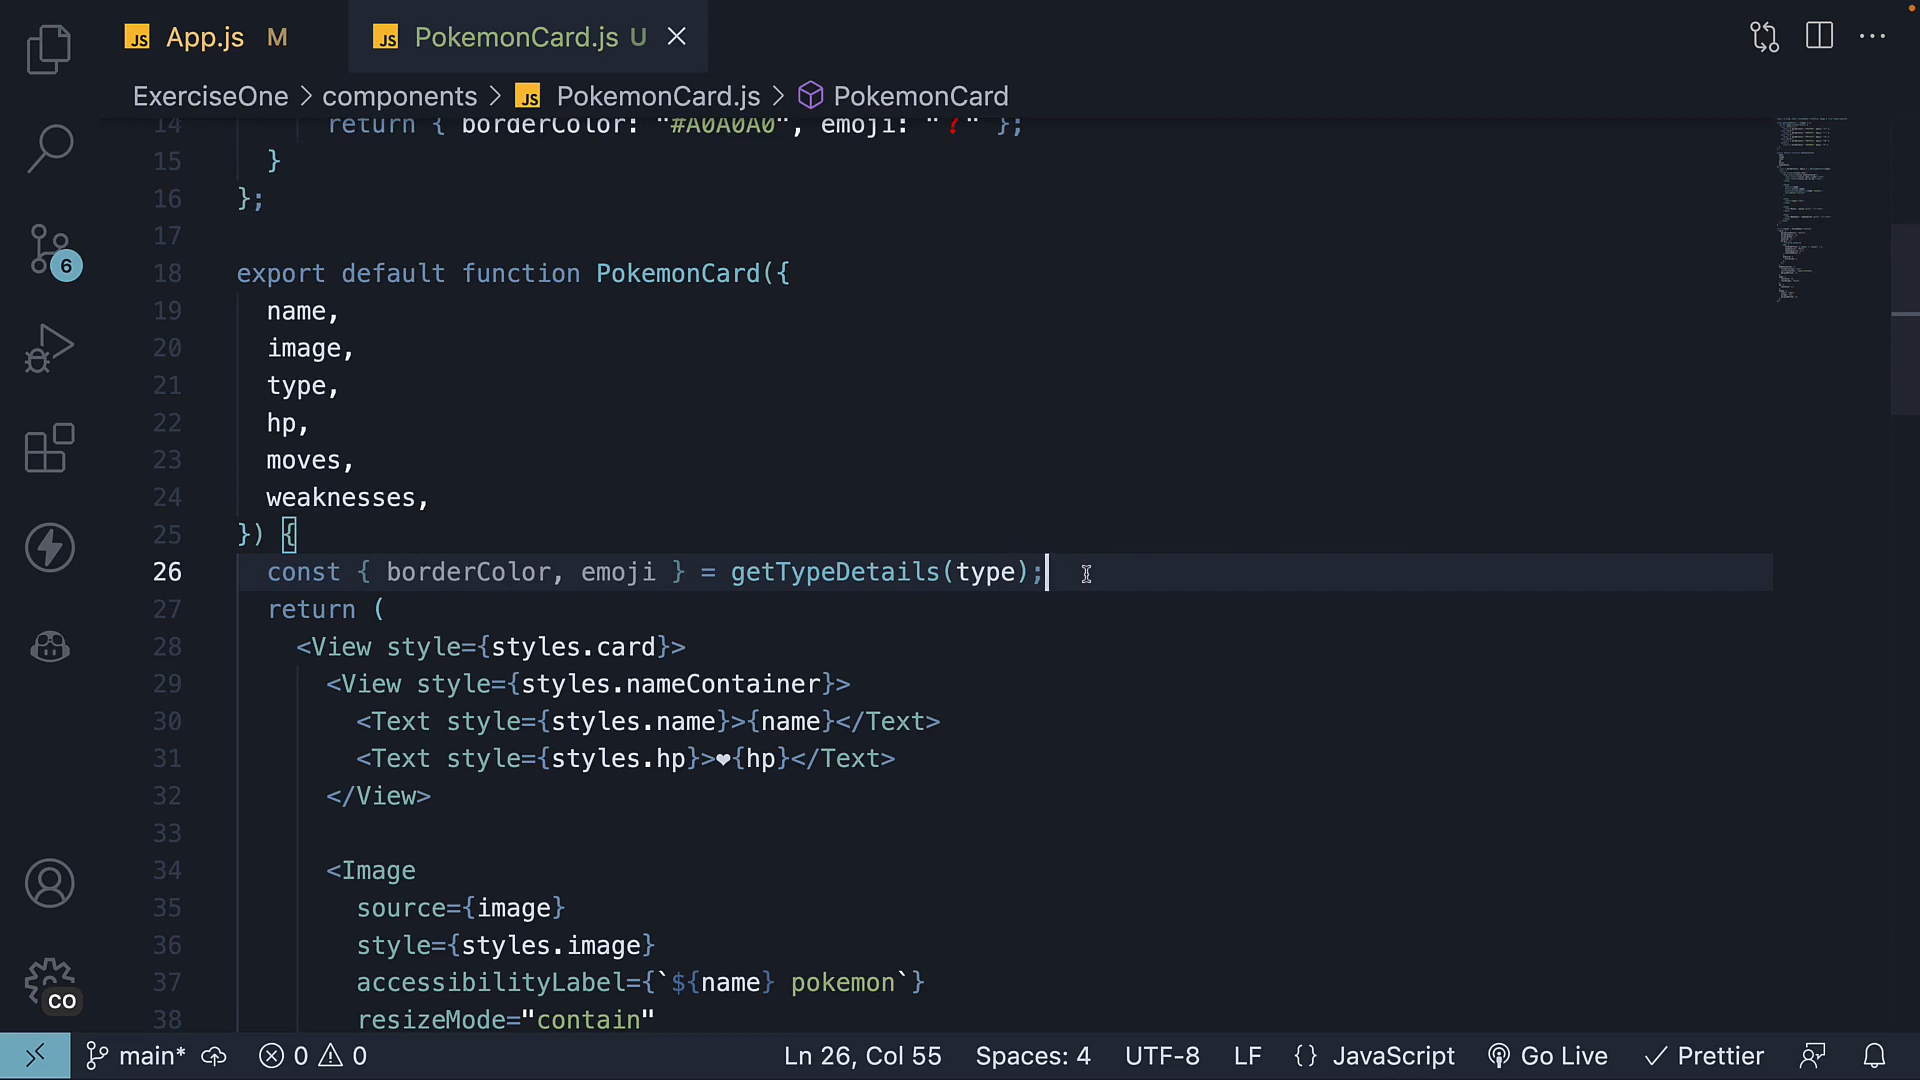 JS App.js M JS PokemonCard.js U
ExerciseOne > components > JS PokemonCard.js > PokemonCard
14 return { borderColor: "#A0A0A0", emoji: "❓" };
15 }
16 };
17
18 export default function PokemonCard({
19 name,
20 image,
21 type,
22 hp,
23 moves,
24 weaknesses,
25 }) {
26 const { borderColor, emoji } = getTypeDetails(type);
27 return (
28 <View style={styles.card}>
29 <View style={styles.nameContainer}>
30 <Text style={styles.name}>{name}</Text>
31 <Text style={styles.hp}>❤{hp}</Text>
32 </View>
33
34 <Image
35 source={image}
36 style={styles.image}
37 accessibilityLabel={`${name} pokemon`}
38 resizeMode="contain"
6
CO
main* 0 0 Ln 26, Col 55 Spaces: 4 UTF-8 LF {} JavaScript Go Live Prettier